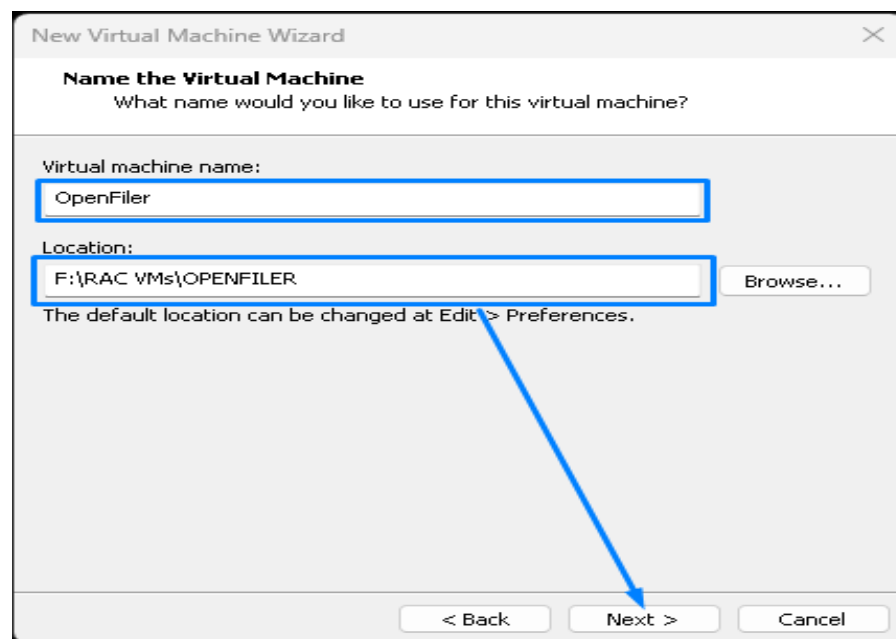 New Virtual Machine Wizard
Name the Virtual Machine
What name would you like to use for this virtual machine?
Virtual machine name:
OpenFiler
Location:
F:\RAC VMs\OPENFILER
Browse...
The default location can be changed at Edit > Preferences.
< Back
Next >
Cancel